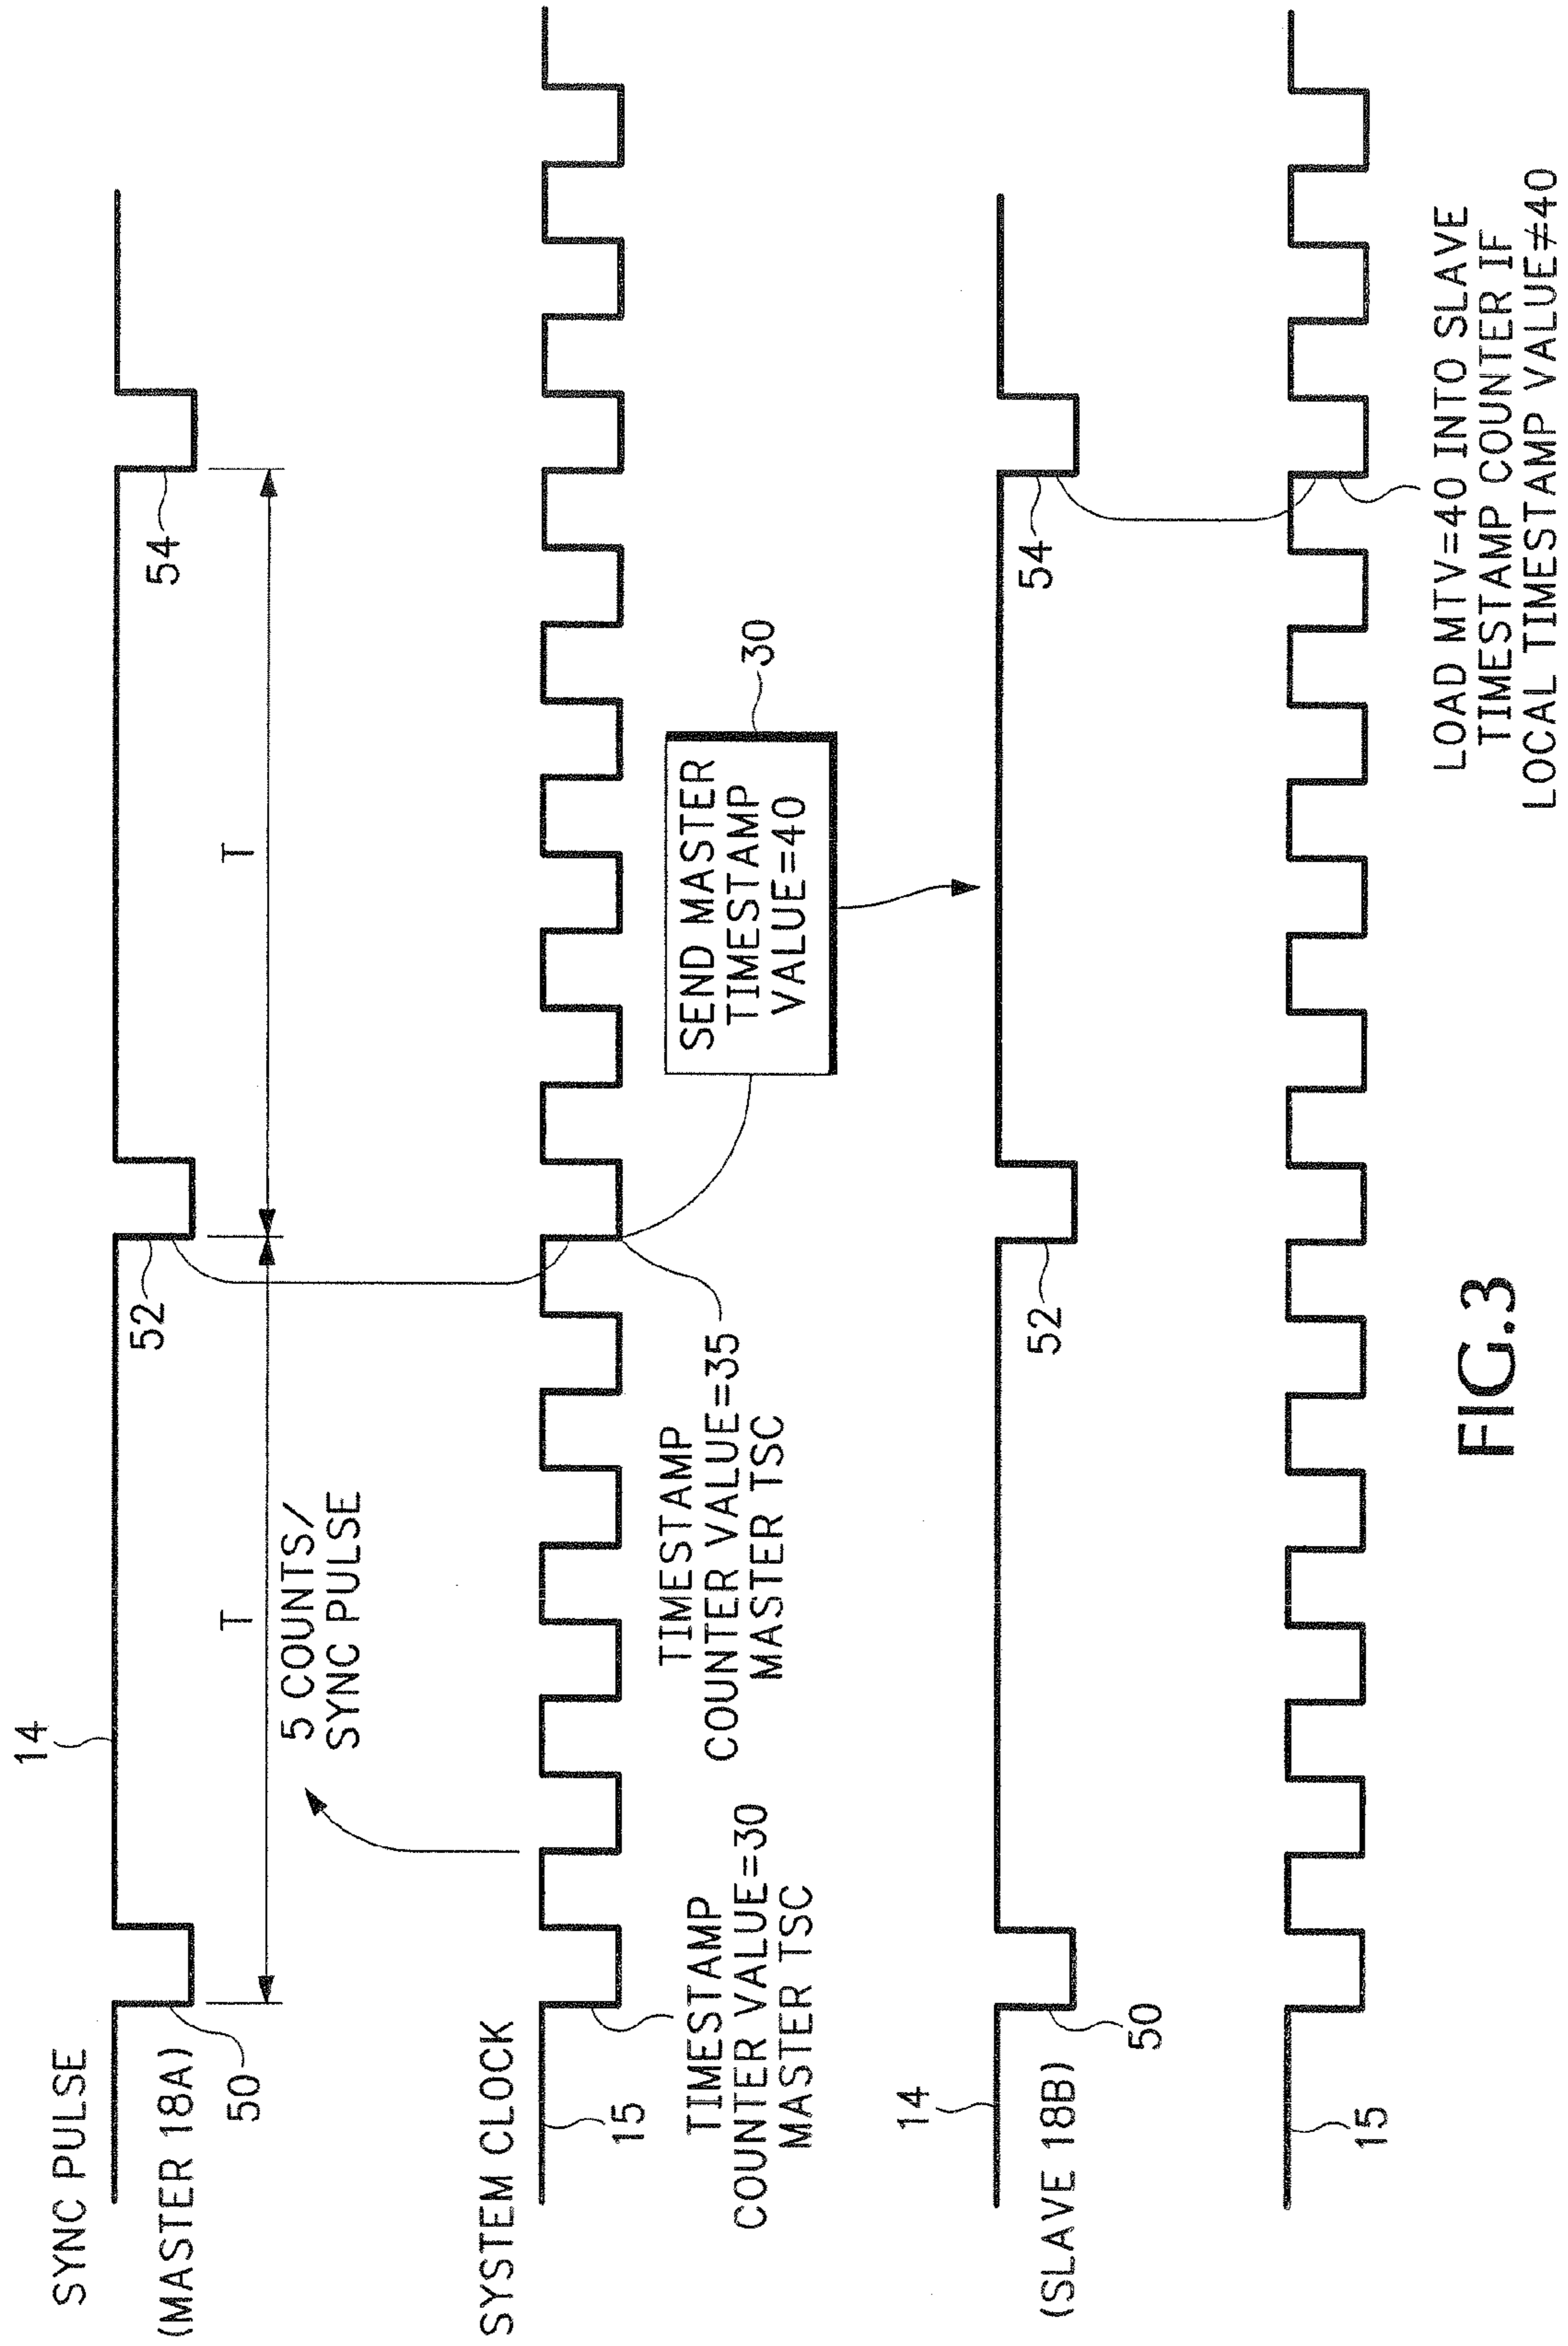 SYNC PULSE
(MASTER 18A)
14
50
52
54
T
T
5 COUNTS/
SYNC PULSE
SYSTEM CLOCK
15
TIMESTAMP
COUNTER VALUE=30
MASTER TSC
TIMESTAMP
COUNTER VALUE=35
MASTER TSC
SEND MASTER
TIMESTAMP
VALUE=40
30
14
(SLAVE 18B)
50
52
54
15
LOAD MTV=40 INTO SLAVE
TIMESTAMP COUNTER IF
LOCAL TIMESTAMP VALUE≠40
FIG.3